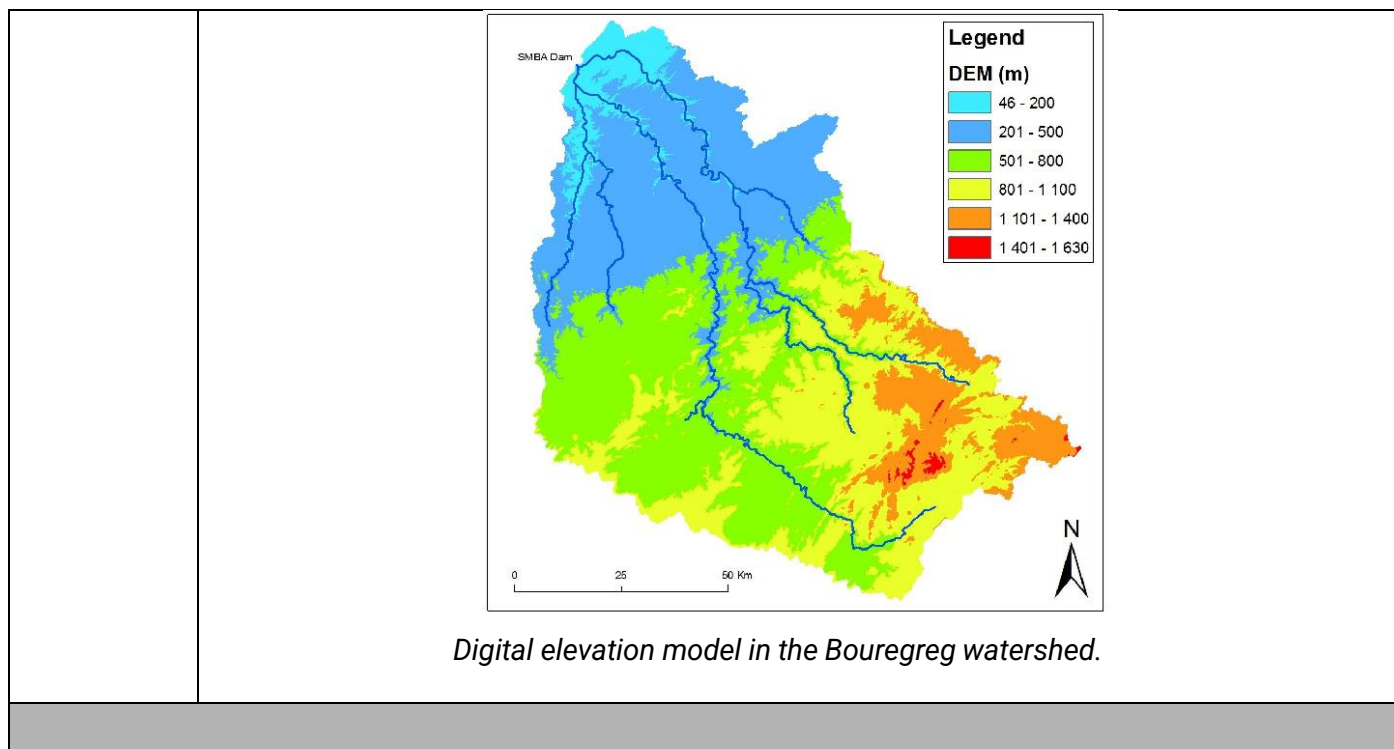 SMBA Dam
Legend
DEM (m)
46 - 200
201 - 500
501 - 800
801 - 1 100
1 101 - 1 400
1 401 - 1 630
N
0 25 50 Km
Digital elevation model in the Bouregreg watershed.